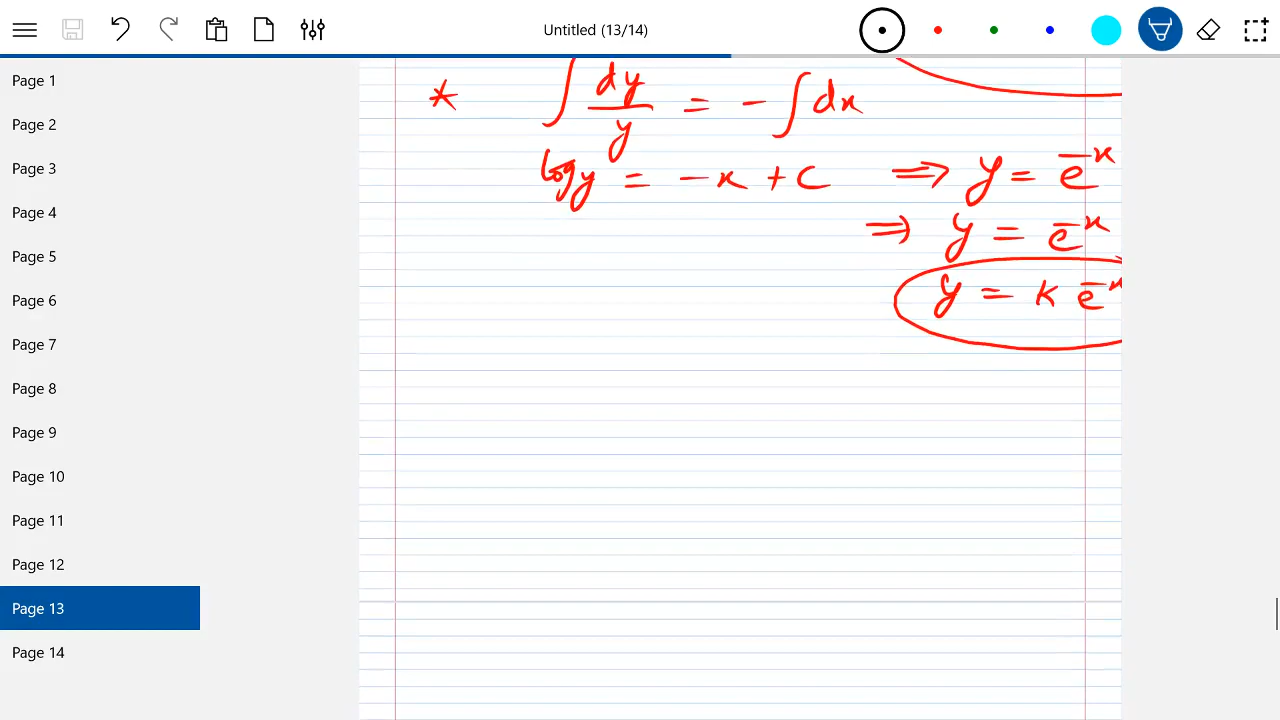 Untitled (13/14)
Page 1
Page 2
Page 3
Page 4
Page 5
Page 6
Page 7
Page 8
Page 9
Page 10
Page 11
Page 12
Page 13
Page 14
* ∫ dy/y = - ∫ dx
log y = -x + C ⇒ y = e^-x
⇒ y = e^-x
y = K e^-x